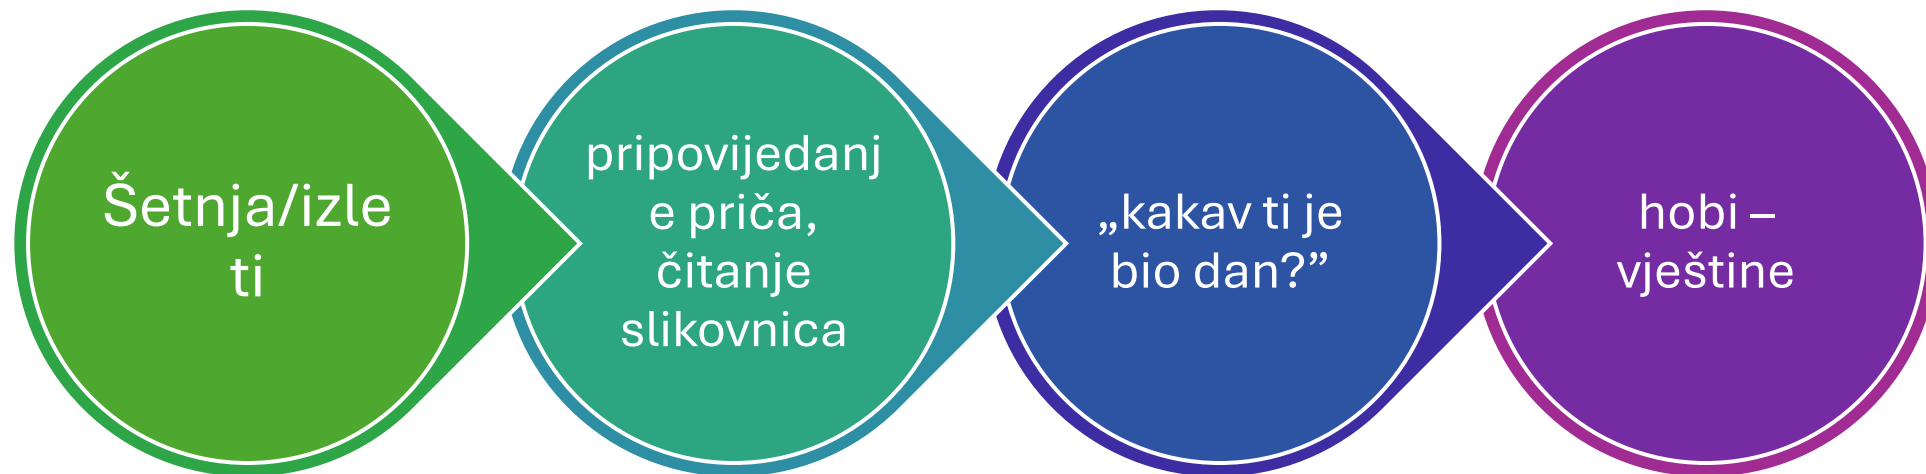 Šetnja/izle
ti
pripovijedanj
e priča,
čitanje
slikovnica
„kakav ti je
bio dan?”
hobi –
vještine